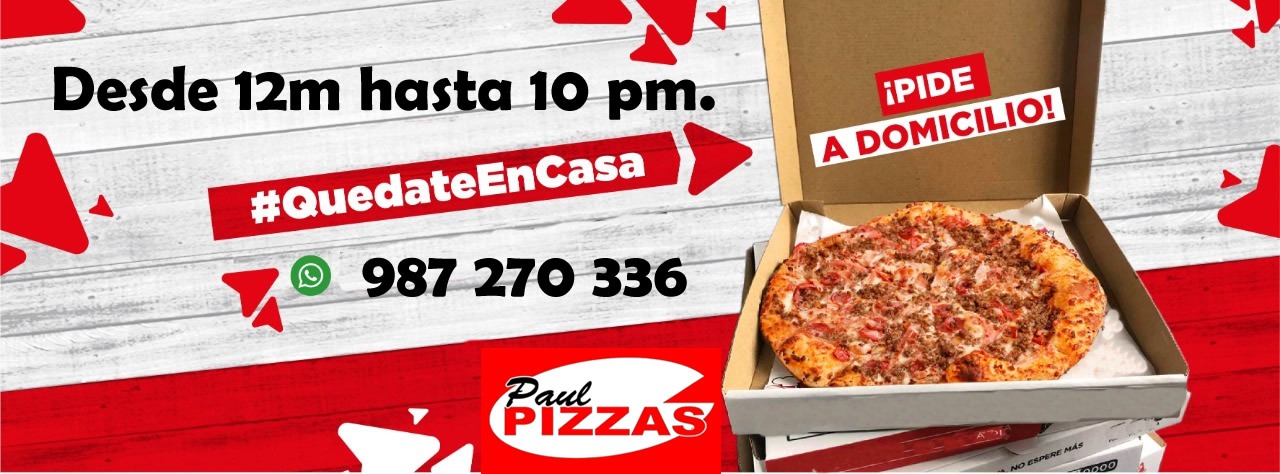 Desde 12m hasta 10 pm.
#QuedateEnCasa
987 270 336
Paul
PIZZAS
¡PIDE
A DOMICILIO!
NO ESPERE MÁS